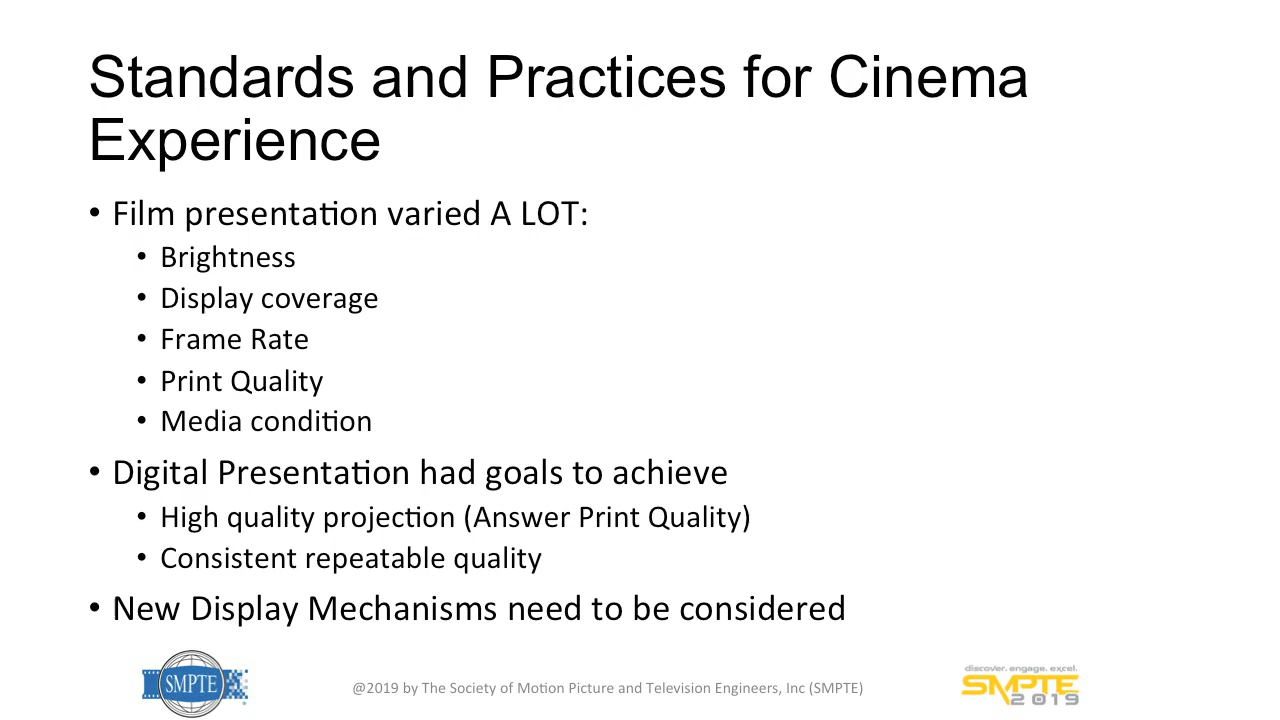 Standards and Practices for Cinema
Experience
• Film presentation varied A LOT:
• Brightness
• Display coverage
• Frame Rate
• Print Quality
• Media condition
• Digital Presentation had goals to achieve
• High quality projection (Answer Print Quality)
• Consistent repeatable quality
• New Display Mechanisms need to be considered
SMPTE
@2019 by The Society of Motion Picture and Television Engineers, Inc (SMPTE)
discover. engage. excel.
SMPTE
2019